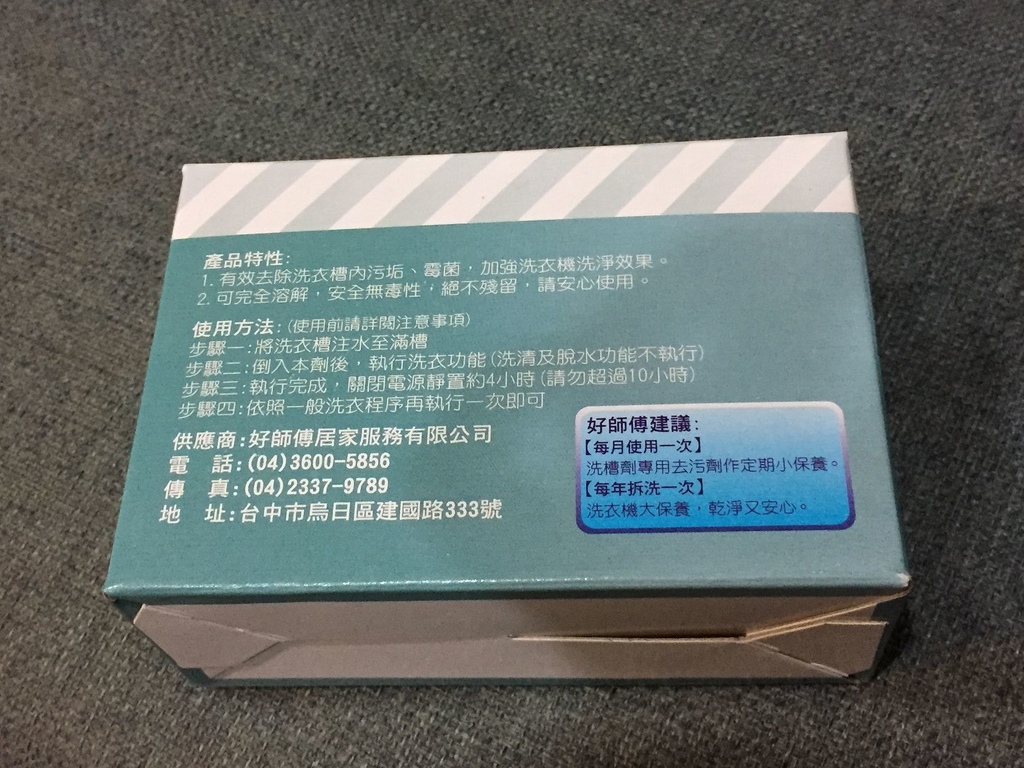 產品特性:
1. 有效去除洗衣槽內污垢、霉菌，加強洗衣機洗淨效果。
2. 可完全溶解，安全無毒性，絕不殘留，請安心使用。
使用方法:(使用前請詳閱注意事項)
步驟一:將洗衣槽注水至滿槽
步驟二:倒入本劑後，執行洗衣功能(洗清及脫水功能不執行)
步驟三:執行完成，關閉電源靜置約4小時(請勿超過10小時)
步驟四:依照一般洗衣程序再執行一次即可
供應商:好師傅居家服務有限公司
電　話:(04)3600-5856
傳　真:(04)2337-9789
地　址:台中市烏日區建國路333號
好師傅建議:
【每月使用一次】
洗槽劑專用去污劑作定期小保養。
【每年拆洗一次】
洗衣機大保養，乾淨又安心。